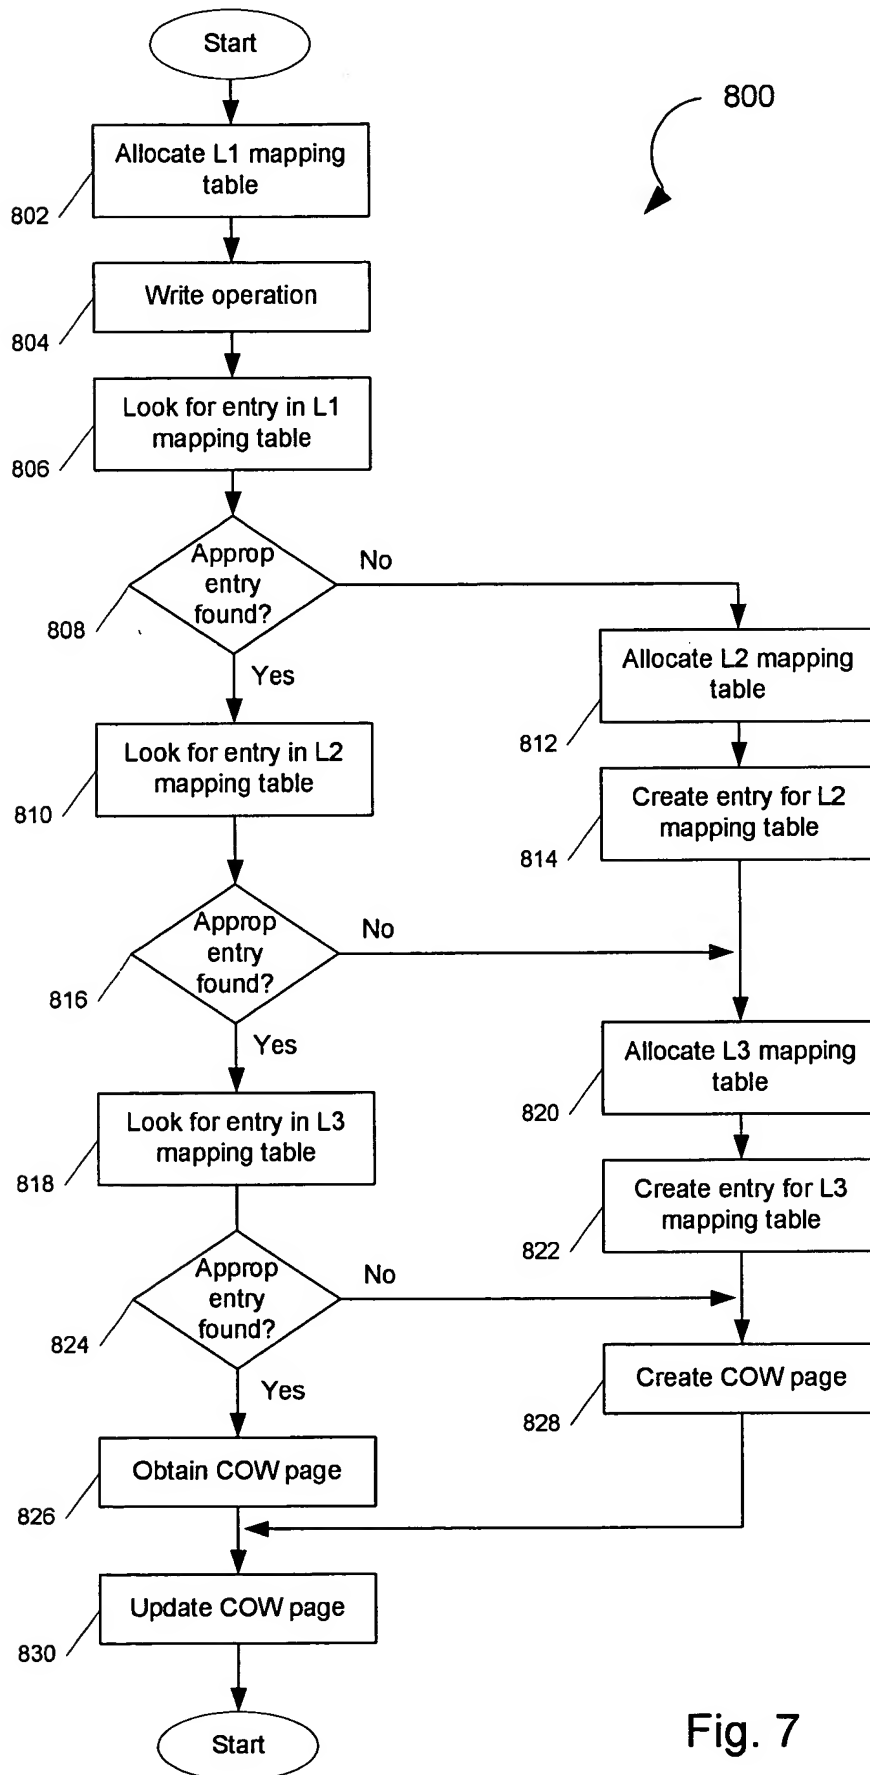 Start
800
Allocate L1 mapping
table
802
Write operation
804
Look for entry in L1
mapping table
806
Approp
entry
found?
No
808
Yes
Allocate L2 mapping
table
812
Look for entry in L2
mapping table
810
Create entry for L2
mapping table
814
Approp
entry
found?
No
816
Yes
Allocate L3 mapping
table
820
Look for entry in L3
mapping table
818
Create entry for L3
mapping table
822
Approp
entry
found?
No
824
Yes
Create COW page
828
Obtain COW page
826
Update COW page
830
Start
Fig. 7